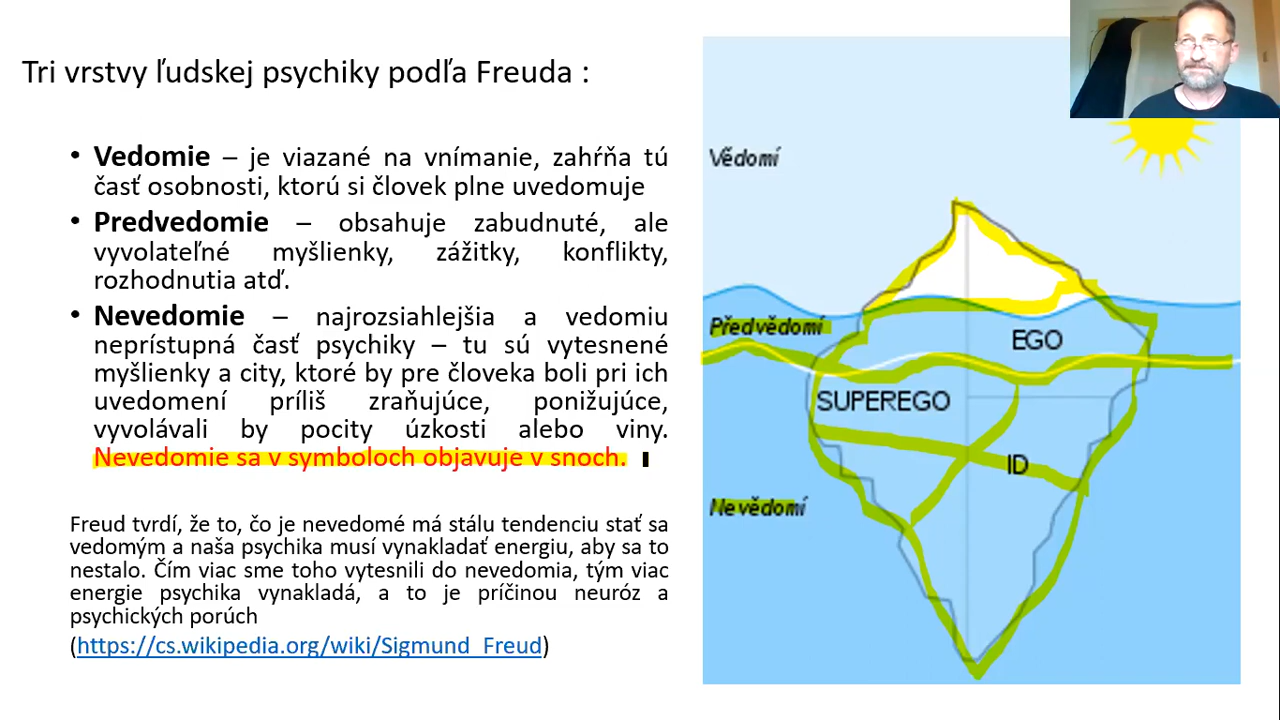 Tri vrstvy ľudskej psychiky podľa Freuda :
• Vedomie – je viazané na vnímanie, zahŕňa tú
časť osobnosti, ktorú si človek plne uvedomuje
• Predvedomie – obsahuje zabudnuté, ale
vyvolateľné myšlienky, zážitky, konflikty,
rozhodnutia atď.
• Nevedomie – najrozsiahlejšia a vedomiu
neprístupná časť psychiky – tu sú vytesnené
myšlienky a city, ktoré by pre človeka boli pri ich
uvedomení príliš zraňujúce, ponižujúce,
vyvolávali by pocity úzkosti alebo viny.
Nevedomie sa v symboloch objavuje v snoch.
Freud tvrdí, že to, čo je nevedomé má stálu tendenciu stať sa
vedomým a naša psychika musí vynakladať energiu, aby sa to
nestalo. Čím viac sme toho vytesnili do nevedomia, tým viac
energie psychika vynakladá, a to je príčinou neuróz a
psychických porúch
(https://cs.wikipedia.org/wiki/Sigmund_Freud)
Vědomí
Předvědomí
EGO
SUPEREGO
ID
Nevědomí